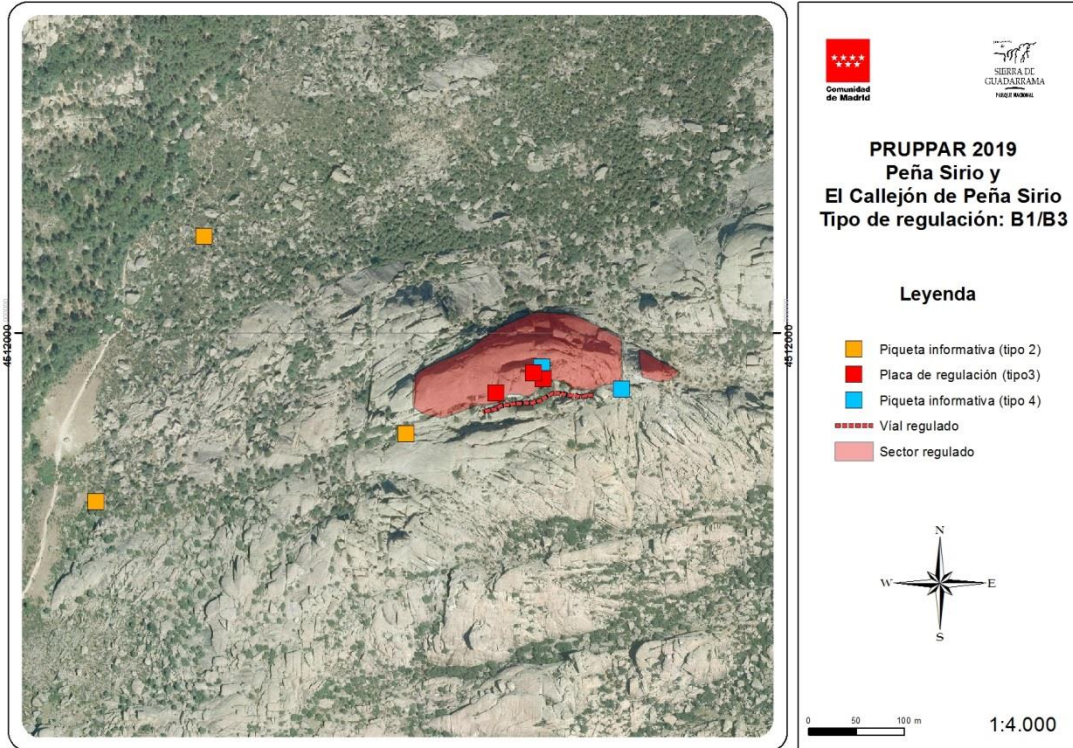 4512000
4512000
Comunidad
de Madrid
SIERRA DE
GUADARRAMA
PARQUE NACIONAL
PRUPPAR 2019
Peña Sirio y
El Callejón de Peña Sirio
Tipo de regulación: B1/B3
Leyenda
Piqueta informativa (tipo 2)
Placa de regulación (tipo3)
Piqueta informativa (tipo 4)
Víal regulado
Sector regulado
N
W
E
S
0 50 100 m
1:4.000